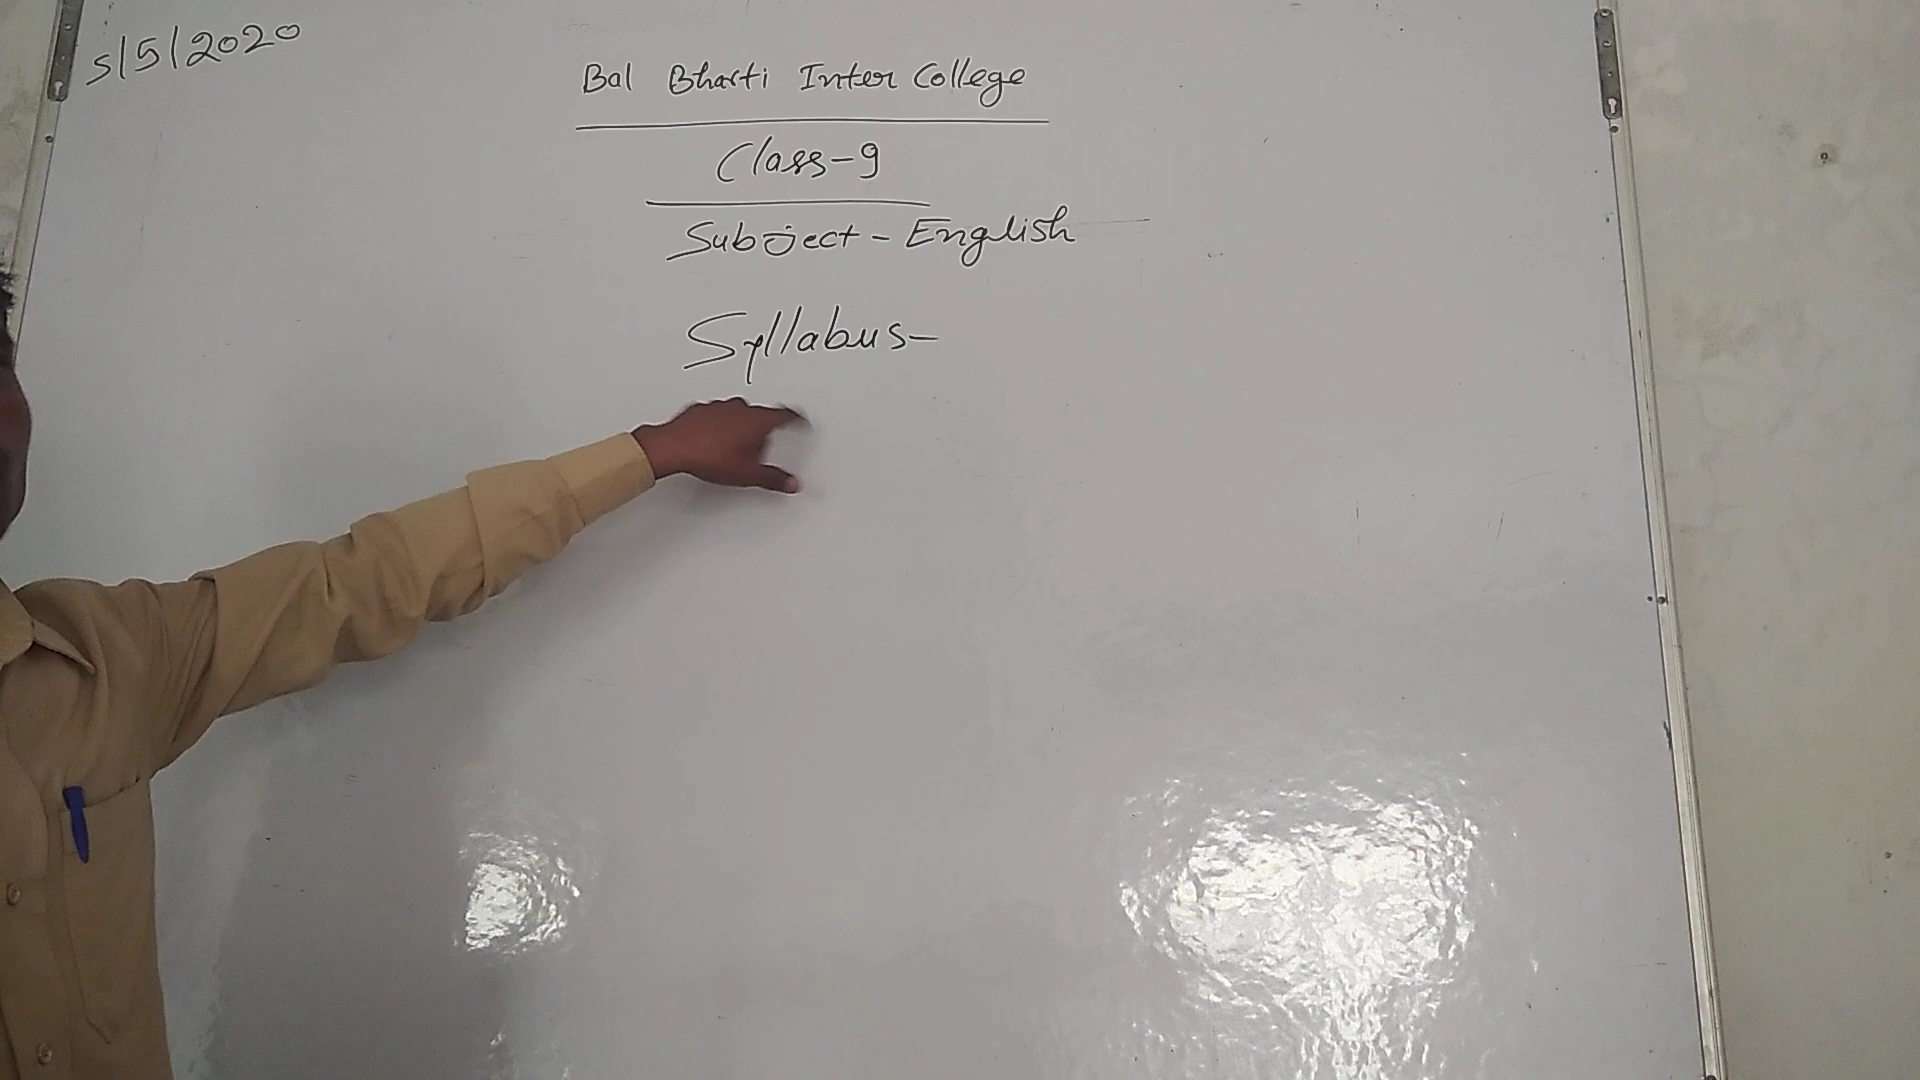 5/5/2020
Bal Bharti Inter College
Class-9
Subject - English
Syllabus-